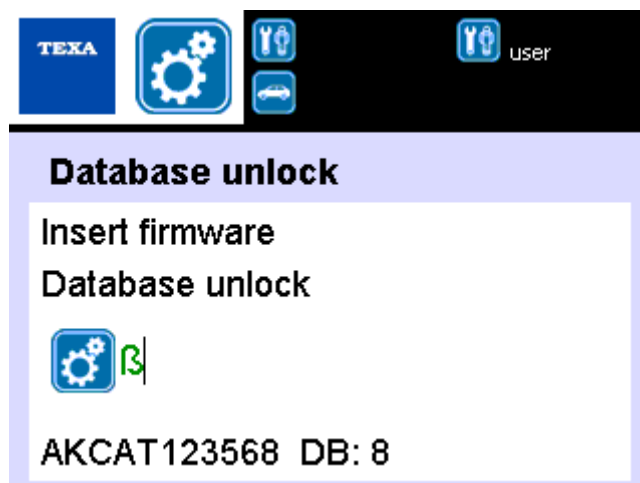 TEXA
user
Database unlock
Insert firmware
Database unlock
ß
AKCAT123568 DB: 8